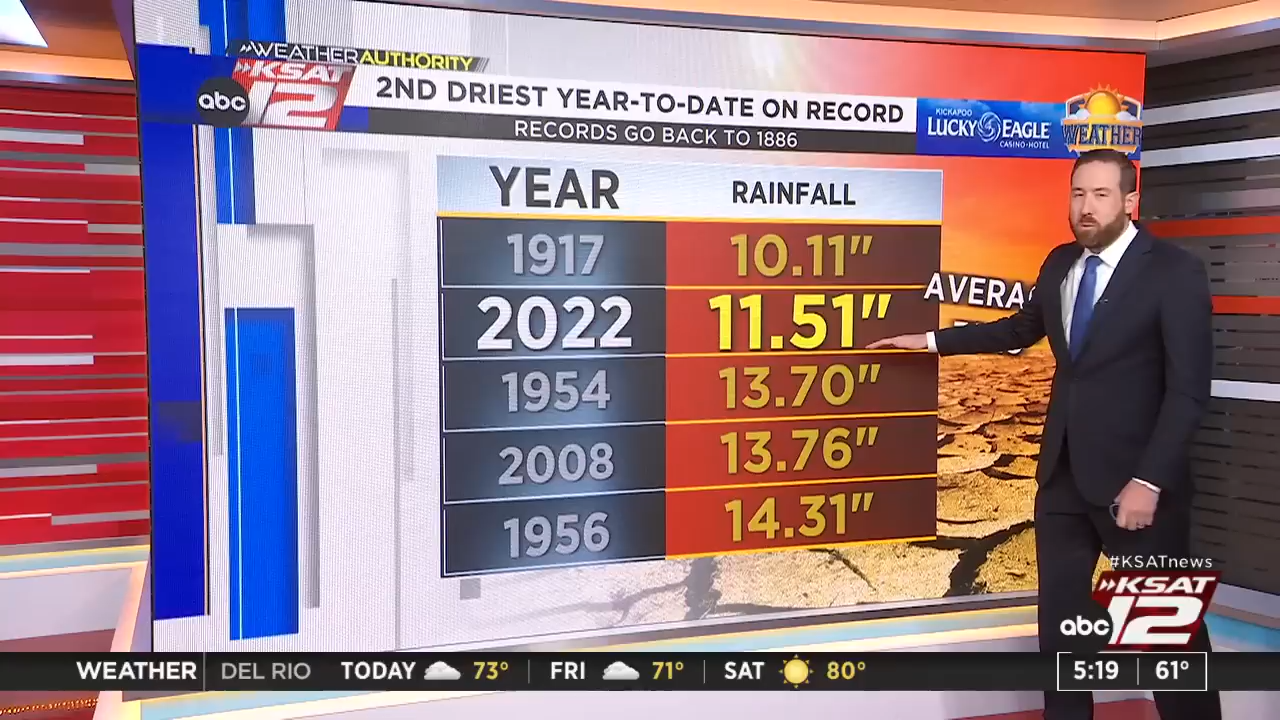 »WEATHERAUTHORITY
»KSAT
abc 12
2ND DRIEST YEAR-TO-DATE ON RECORD
RECORDS GO BACK TO 1886
KICKAPOO
LUCKY EAGLE
CASINO·HOTEL
WEATHER
YEAR RAINFALL
1917 10.11"
2022 11.51"
1954 13.70"
2008 13.76"
1956 14.31"
#KSATnews
»KSAT
abc 12
WEATHER DEL RIO TODAY 73° FRI 71° SAT 80° 5:19 61°